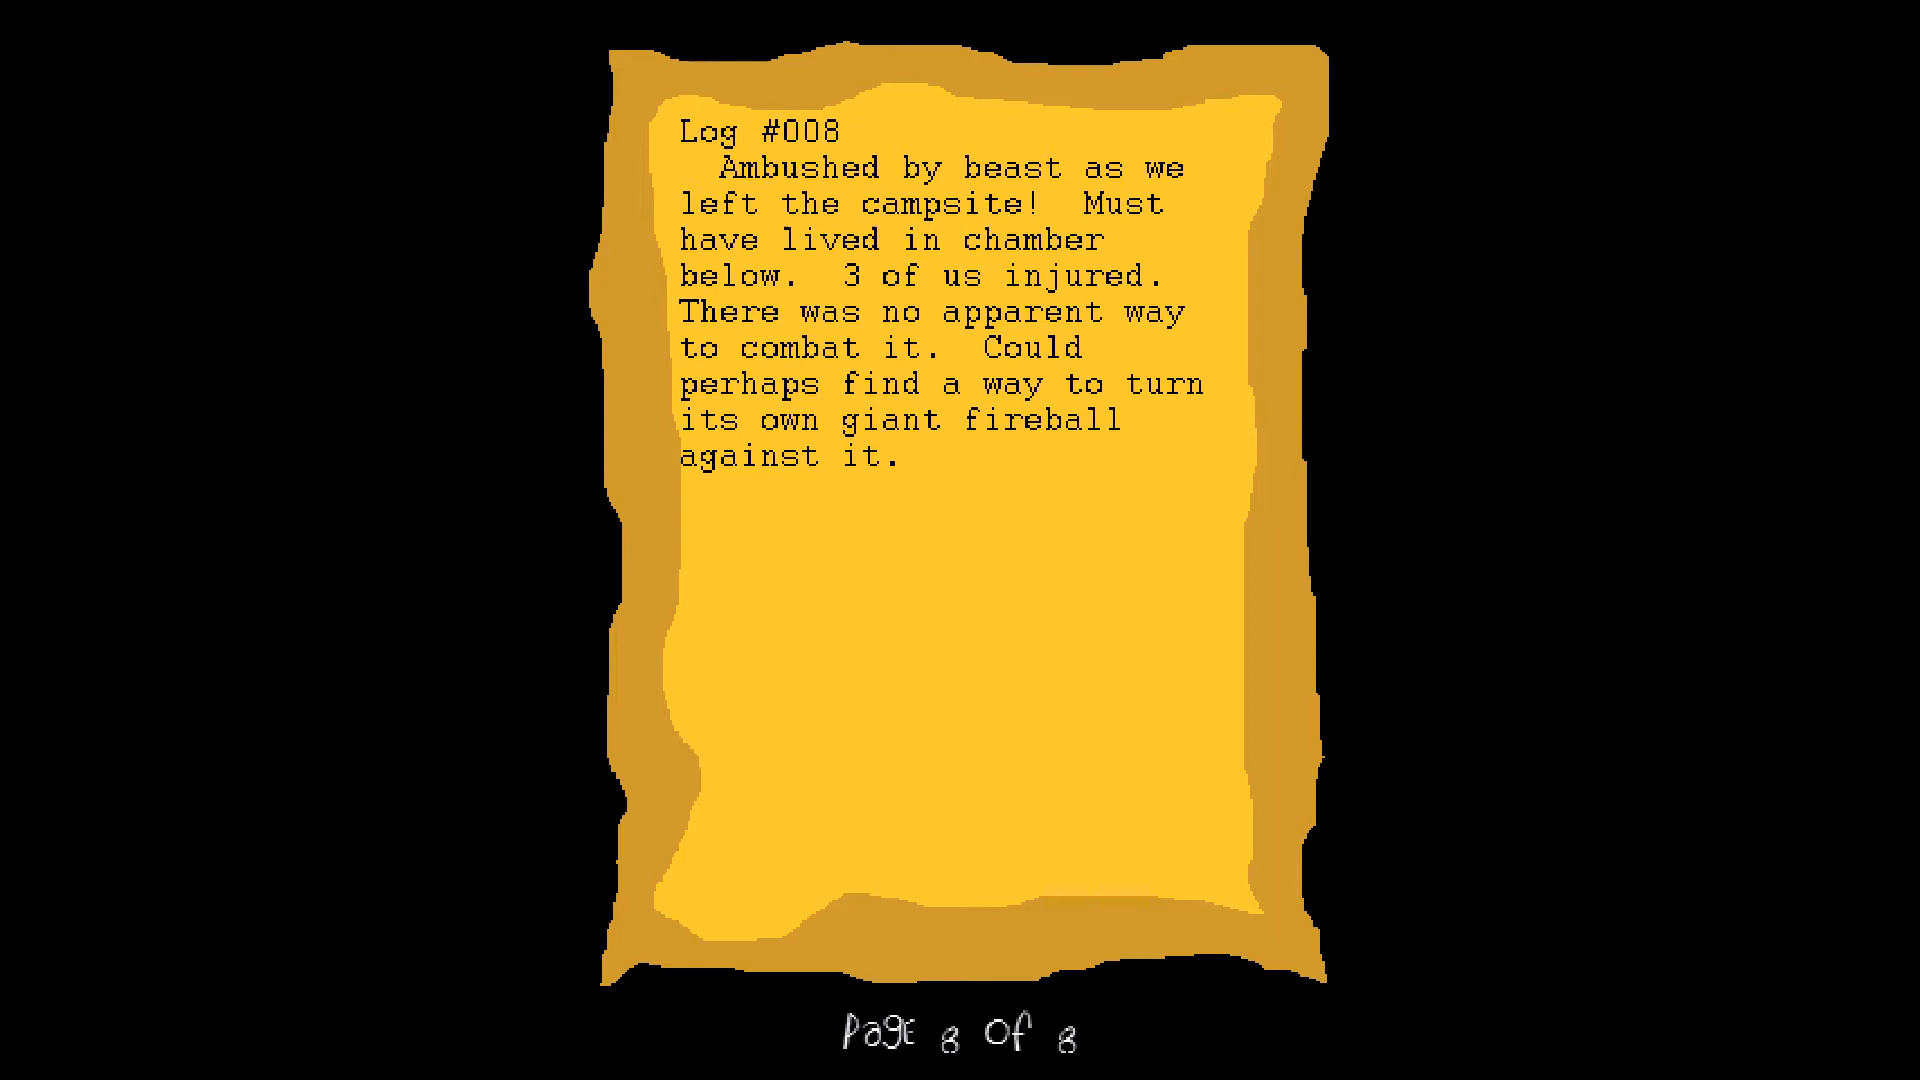 Log #008
Ambushed by beast as we
left the campsite!  Must
have lived in chamber
below.  3 of us injured.
There was no apparent way
to combat it.  Could
perhaps find a way to turn
its own giant fireball
against it.
Page 8 of 8